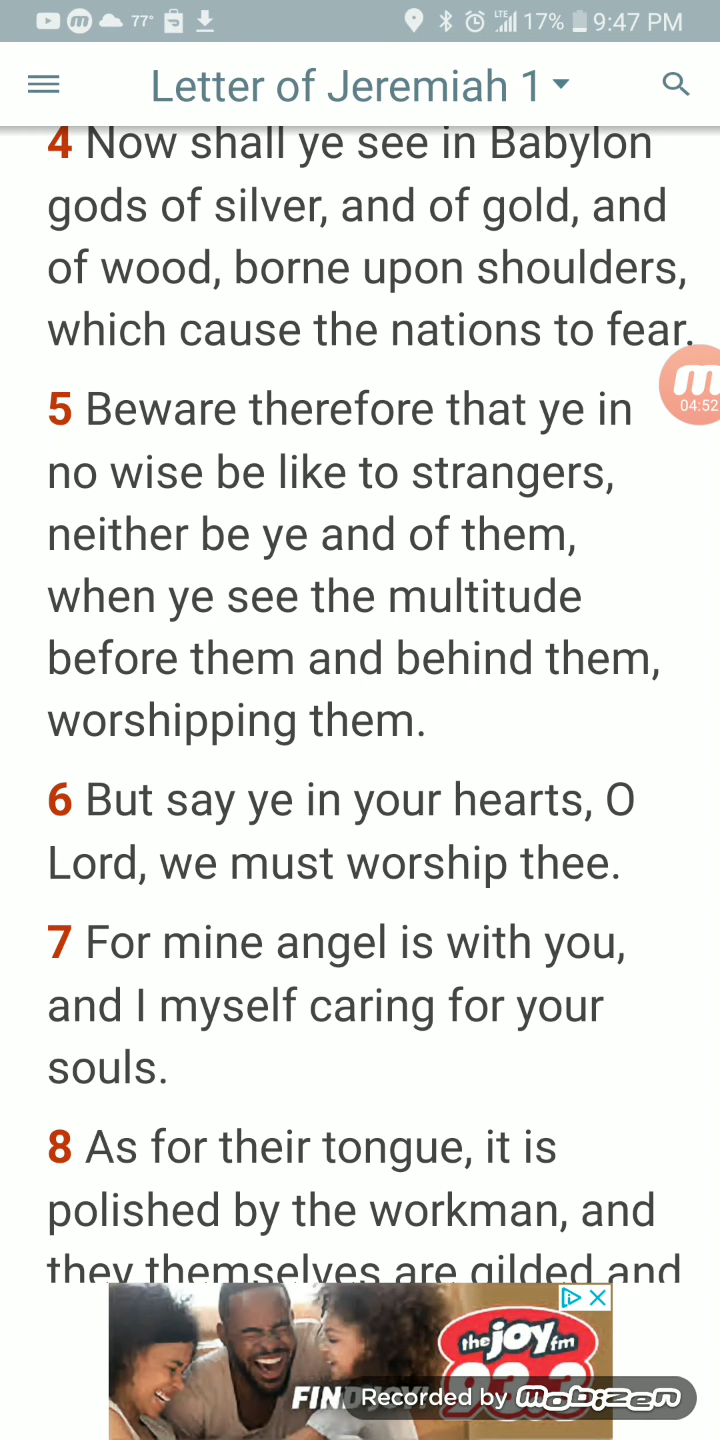 77° LTE 17% 9:47 PM
Letter of Jeremiah 1
4 Now shall ye see in Babylon
gods of silver, and of gold, and
of wood, borne upon shoulders,
which cause the nations to fear.
m
04:52
5 Beware therefore that ye in
no wise be like to strangers,
neither be ye and of them,
when ye see the multitude
before them and behind them,
worshipping them.
6 But say ye in your hearts, O
Lord, we must worship thee.
7 For mine angel is with you,
and I myself caring for your
souls.
8 As for their tongue, it is
polished by the workman, and
they themselves are gilded and
the joy fm
93.3
FIN
Recorded by mobizen